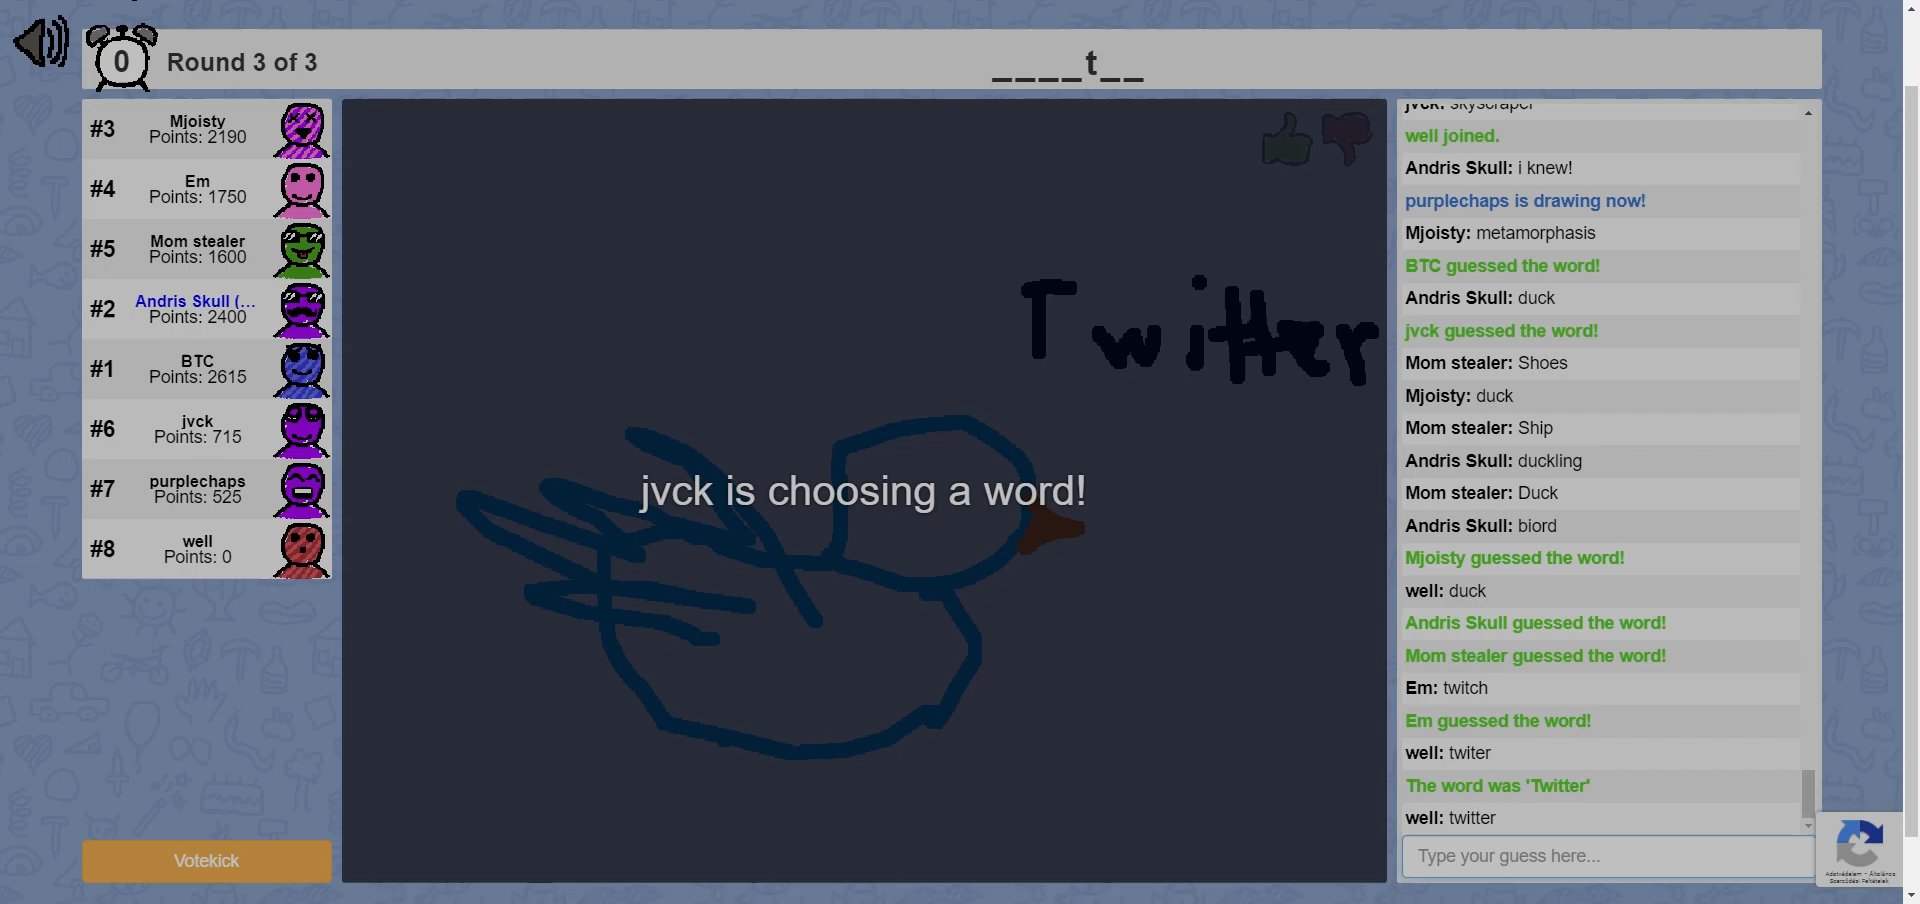 0
Round 3 of 3
____t__
#3
Mjoisty
Points: 2190
#4
Em
Points: 1750
#5
Mom stealer
Points: 1600
#2
Andris Skull (...
Points: 2400
#1
BTC
Points: 2615
#6
jvck
Points: 715
#7
purplechaps
Points: 525
#8
well
Points: 0
Votekick
Twitter
jvck is choosing a word!
jvck: skyscraper
well joined.
Andris Skull: i knew!
purplechaps is drawing now!
Mjoisty: metamorphasis
BTC guessed the word!
Andris Skull: duck
jvck guessed the word!
Mom stealer: Shoes
Mjoisty: duck
Mom stealer: Ship
Andris Skull: duckling
Mom stealer: Duck
Andris Skull: biord
Mjoisty guessed the word!
well: duck
Andris Skull guessed the word!
Mom stealer guessed the word!
Em: twitch
Em guessed the word!
well: twiter
The word was 'Twitter'
well: twitter
Type your guess here...
Adatvédelem - Általános
Szerződési Feltételek